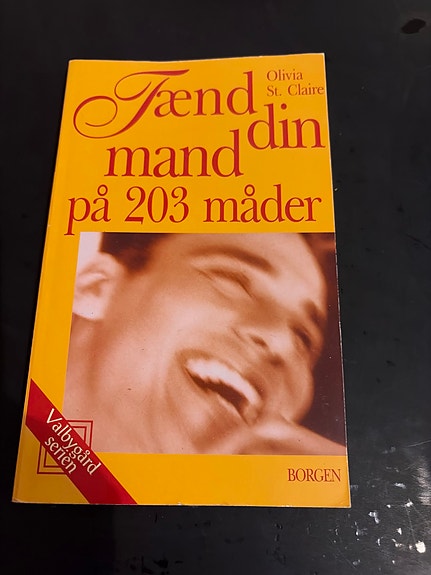 Olivia
St. Claire
Tænd din
mand
på 203 måder
Valbygård
serien
BORGEN